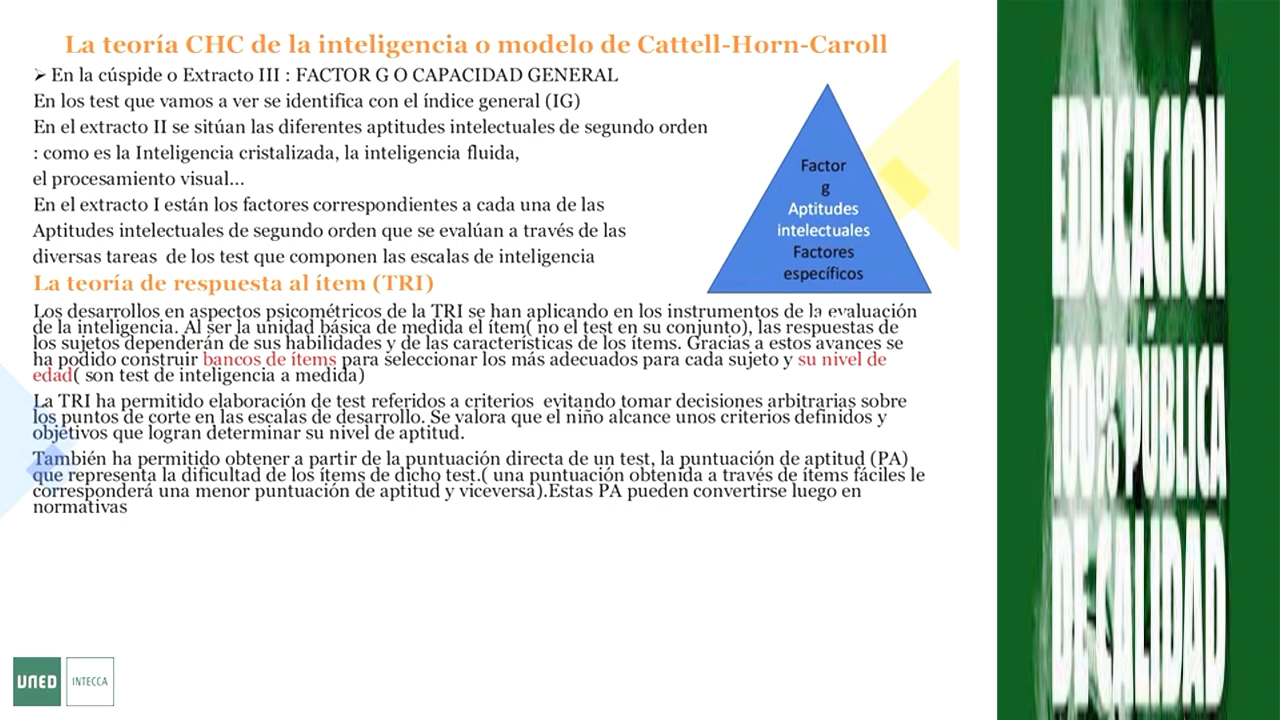 La teoría CHC de la inteligencia o modelo de Cattell-Horn-Caroll
➢ En la cúspide o Extracto III : FACTOR G O CAPACIDAD GENERAL
En los test que vamos a ver se identifica con el índice general (IG)
En el extracto II se sitúan las diferentes aptitudes intelectuales de segundo orden
: como es la Inteligencia cristalizada, la inteligencia fluida,
el procesamiento visual...
En el extracto I están los factores correspondientes a cada una de las
Aptitudes intelectuales de segundo orden que se evalúan a través de las
diversas tareas de los test que componen las escalas de inteligencia
Factor
g
Aptitudes
intelectuales
Factores
específicos
La teoría de respuesta al ítem (TRI)
Los desarrollos en aspectos psicométricos de la TRI se han aplicando en los instrumentos de la evaluación
de la inteligencia. Al ser la unidad básica de medida el ítem( no el test en su conjunto), las respuestas de
los sujetos dependerán de sus habilidades y de las características de los ítems. Gracias a estos avances se
ha podido construir bancos de ítems para seleccionar los más adecuados para cada sujeto y su nivel de
edad( son test de inteligencia a medida)
La TRI ha permitido elaboración de test referidos a criterios evitando tomar decisiones arbitrarias sobre
los puntos de corte en las escalas de desarrollo. Se valora que el niño alcance unos criterios definidos y
objetivos que logran determinar su nivel de aptitud.
También ha permitido obtener a partir de la puntuación directa de un test, la puntuación de aptitud (PA)
que representa la dificultad de los ítems de dicho test.( una puntuación obtenida a través de ítems fáciles le
corresponderá una menor puntuación de aptitud y viceversa).Estas PA pueden convertirse luego en
normativas
UNED
INTECCA
EDUCACIÓN
100% PÚBLICA
DE CALIDAD